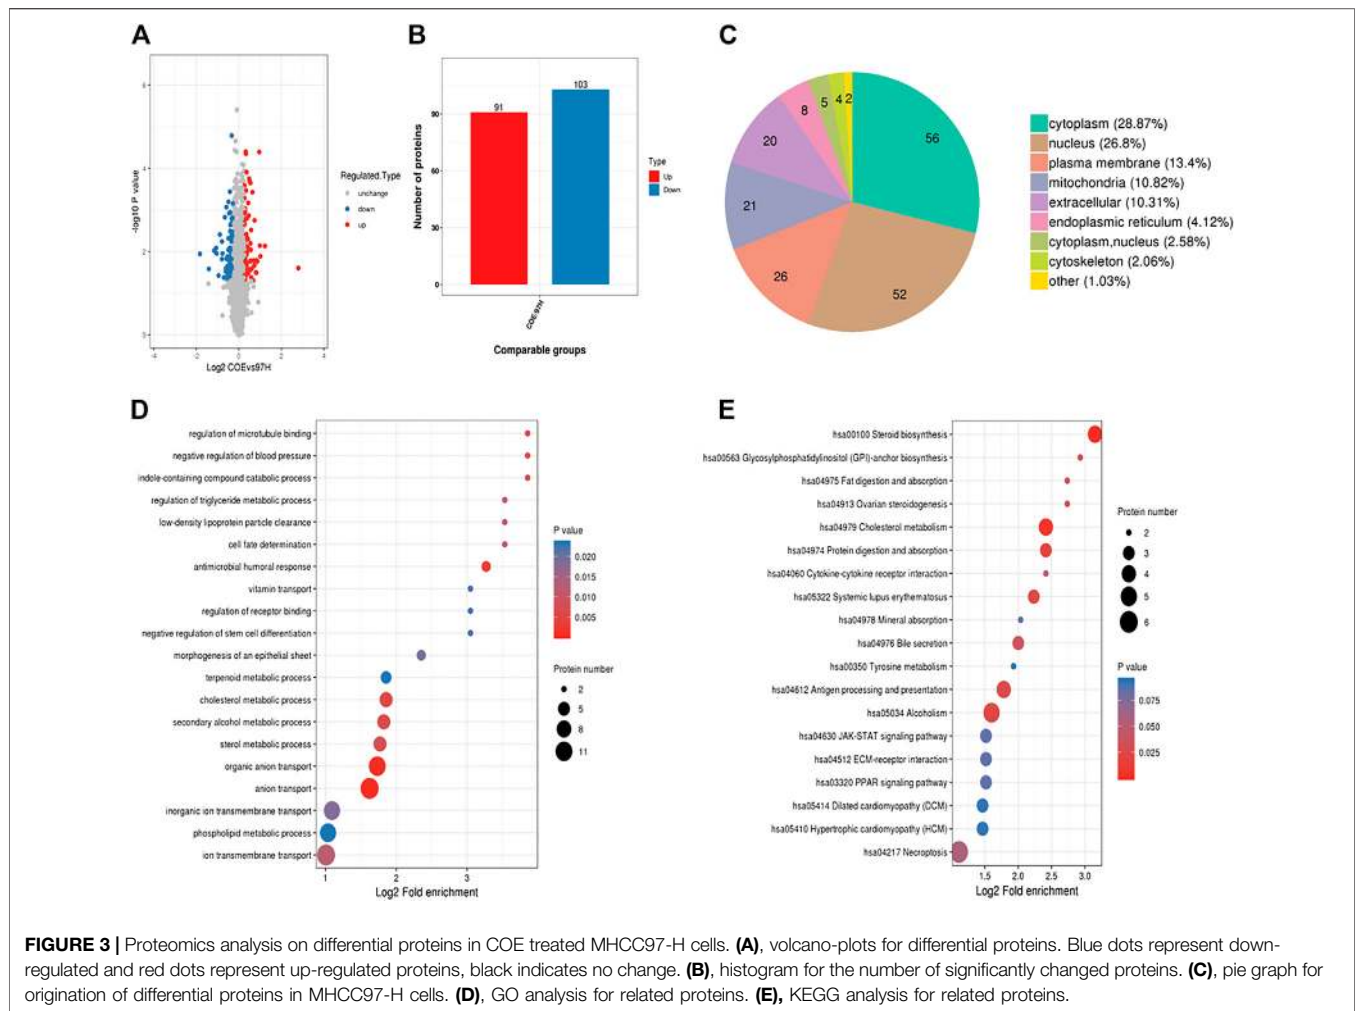 A
6
4
2
0
-log10 P value
-4
-2
0
2
4
Log2 COEvs97H
Regulated.Type
unchange
down
up
B
91
103
90
60
30
0
Number of proteins
COE-97H
Comparable groups
Type
Up
Down
C
56
52
26
21
20
8
5
4
2
cytoplasm (28.87%)
nucleus (26.8%)
plasma membrane (13.4%)
mitochondria (10.82%)
extracellular (10.31%)
endoplasmic reticulum (4.12%)
cytoplasm,nucleus (2.58%)
cytoskeleton (2.06%)
other (1.03%)
D
regulation of microtubule binding
negative regulation of blood pressure
indole-containing compound catabolic process
regulation of triglyceride metabolic process
low-density lipoprotein particle clearance
cell fate determination
antimicrobial humoral response
vitamin transport
regulation of receptor binding
negative regulation of stem cell differentiation
morphogenesis of an epithelial sheet
terpenoid metabolic process
cholesterol metabolic process
secondary alcohol metabolic process
sterol metabolic process
organic anion transport
anion transport
inorganic ion transmembrane transport
phospholipid metabolic process
ion transmembrane transport
1
2
3
Log2 Fold enrichment
P value
0.020
0.015
0.010
0.005
Protein number
2
5
8
11
E
hsa00100 Steroid biosynthesis
hsa00563 Glycosylphosphatidylinositol (GPI)-anchor biosynthesis
hsa04975 Fat digestion and absorption
hsa04913 Ovarian steroidogenesis
hsa04979 Cholesterol metabolism
hsa04974 Protein digestion and absorption
hsa04060 Cytokine-cytokine receptor interaction
hsa05322 Systemic lupus erythematosus
hsa04978 Mineral absorption
hsa04976 Bile secretion
hsa00350 Tyrosine metabolism
hsa04612 Antigen processing and presentation
hsa05034 Alcoholism
hsa04630 JAK-STAT signaling pathway
hsa04512 ECM-receptor interaction
hsa03320 PPAR signaling pathway
hsa05414 Dilated cardiomyopathy (DCM)
hsa05410 Hypertrophic cardiomyopathy (HCM)
hsa04217 Necroptosis
1.5
2.0
2.5
3.0
Log2 Fold enrichment
Protein number
2
3
4
5
6
P value
0.075
0.050
0.025
FIGURE 3 | Proteomics analysis on differential proteins in COE treated MHCC97-H cells. (A), volcano-plots for differential proteins. Blue dots represent down-
regulated and red dots represent up-regulated proteins, black indicates no change. (B), histogram for the number of significantly changed proteins. (C), pie graph for
origination of differential proteins in MHCC97-H cells. (D), GO analysis for related proteins. (E), KEGG analysis for related proteins.